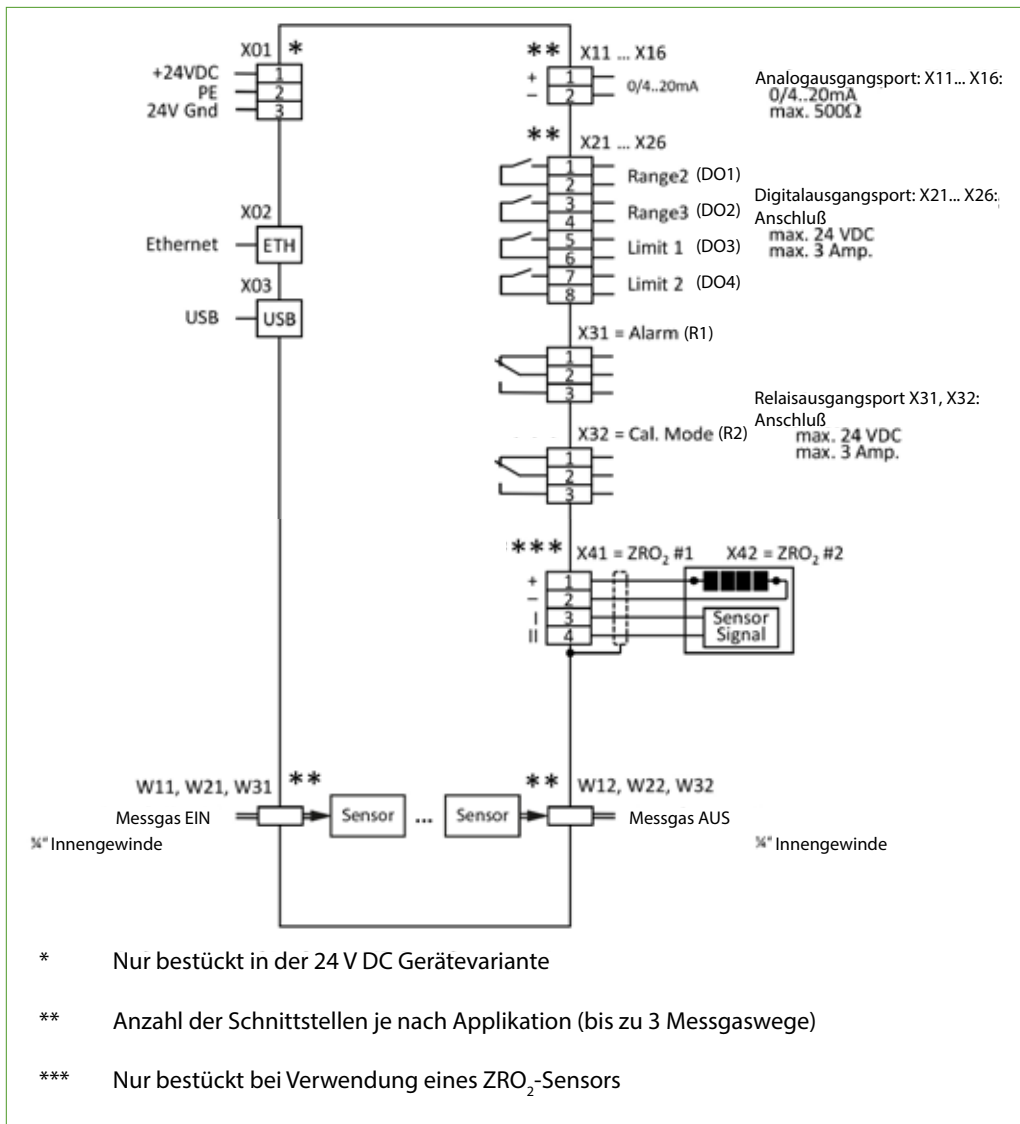 X01 *
+24VDC
PE
24V Gnd
1
2
3
X02
Ethernet
ETH
X03
USB
USB
** X11 ... X16
+
–
1
2
0/4..20mA
Analogausgangsport: X11... X16:
0/4..20mA
max. 500Ω
** X21 ... X26
1
2
3
4
5
6
7
8
Range2 (DO1)
Range3 (DO2)
Limit 1 (DO3)
Limit 2 (DO4)
Digitalausgangsport: X21... X26:
Anschluß
max. 24 VDC
max. 3 Amp.
X31 = Alarm (R1)
1
2
3
X32 = Cal. Mode (R2)
1
2
3
Relaisausgangsport X31, X32:
Anschluß
max. 24 VDC
max. 3 Amp.
*** X41 = ZRO₂ #1 X42 = ZRO₂ #2
+
–
I
II
1
2
3
4
Sensor
Signal
W11, W21, W31 **
Messgas EIN
¾" Innengewinde
Sensor ... Sensor
** W12, W22, W32
Messgas AUS
¾" Innengewinde
* Nur bestückt in der 24 V DC Gerätevariante
** Anzahl der Schnittstellen je nach Applikation (bis zu 3 Messgaswege)
*** Nur bestückt bei Verwendung eines ZRO₂-Sensors